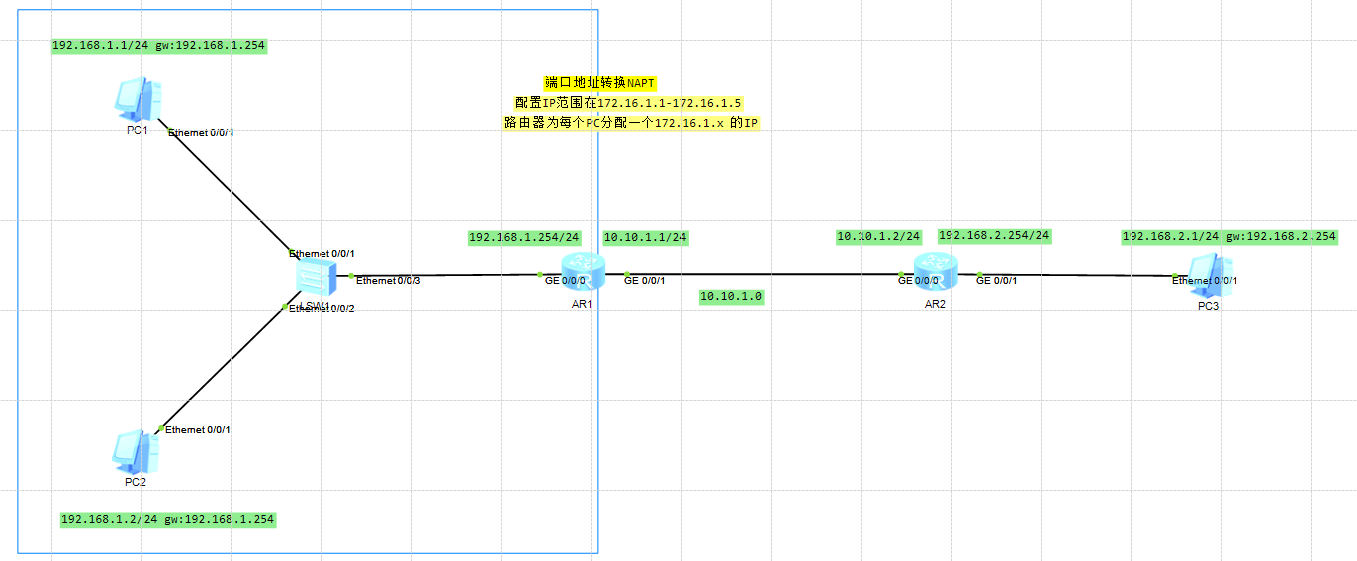 192.168.1.1/24 gw:192.168.1.254
PC1
Ethernet 0/0/1
端口地址转换NAPT
配置IP范围在172.16.1.1-172.16.1.5
路由器为每个PC分配一个172.16.1.x 的IP
192.168.1.254/24
10.10.1.1/24
10.10.1.2/24
192.168.2.254/24
192.168.2.1/24 gw:192.168.2.254
Ethernet 0/0/1
Ethernet 0/0/3
GE 0/0/0
GE 0/0/1
GE 0/0/0
GE 0/0/1
Ethernet 0/0/1
10.10.1.0
LSW1
AR1
AR2
PC3
Ethernet 0/0/2
Ethernet 0/0/1
PC2
192.168.1.2/24 gw:192.168.1.254